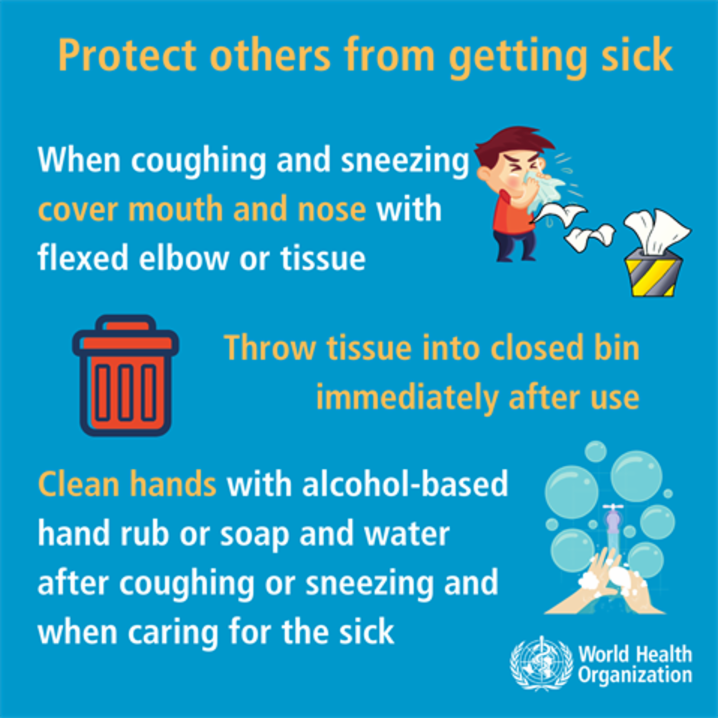 Protect others from getting sick
When coughing and sneezing
cover mouth and nose with
flexed elbow or tissue
Throw tissue into closed bin
immediately after use
Clean hands with alcohol-based
hand rub or soap and water
after coughing or sneezing and
when caring for the sick
World Health
Organization